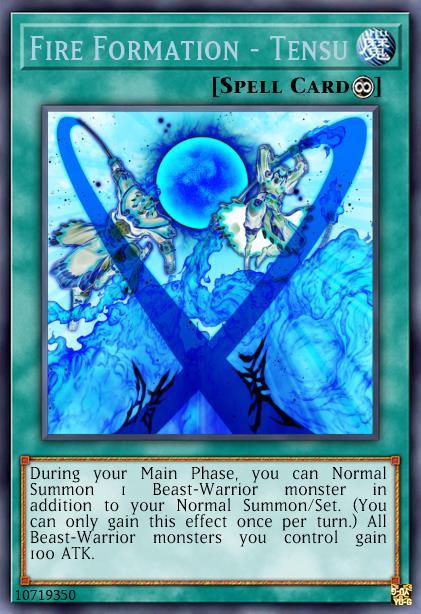 Fire Formation - Tensu
魔
[Spell Card]
During your Main Phase, you can Normal
Summon 1 Beast-Warrior monster in
addition to your Normal Summon/Set. (You
can only gain this effect once per turn.) All
Beast-Warrior monsters you control gain
100 ATK.
10719350